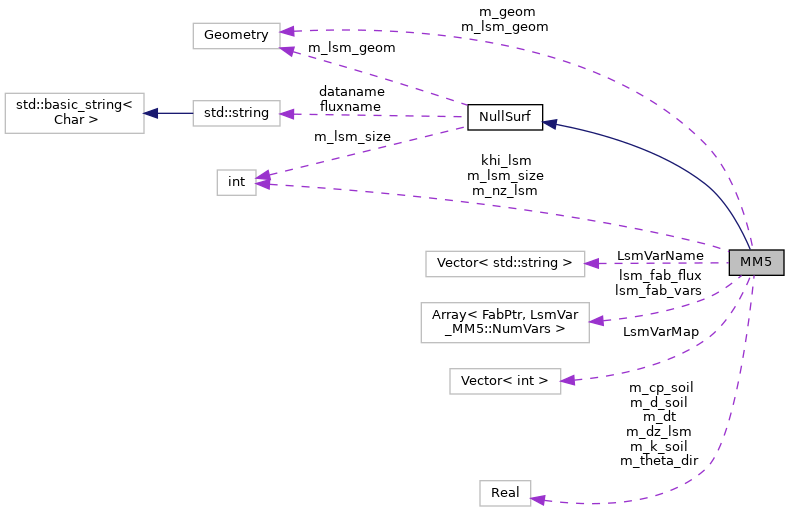 m_geom
m_lsm_geom
Geometry
m_lsm_geom
dataname
fluxname
std::basic_string<
Char >
std::string
NullSurf
m_lsm_size
int
khi_lsm
m_lsm_size
m_nz_lsm
MM5
LsmVarName
Vector< std::string >
lsm_fab_flux
lsm_fab_vars
Array< FabPtr, LsmVar
_MM5::NumVars >
LsmVarMap
Vector< int >
m_cp_soil
m_d_soil
m_dt
m_dz_lsm
m_k_soil
m_theta_dir
Real